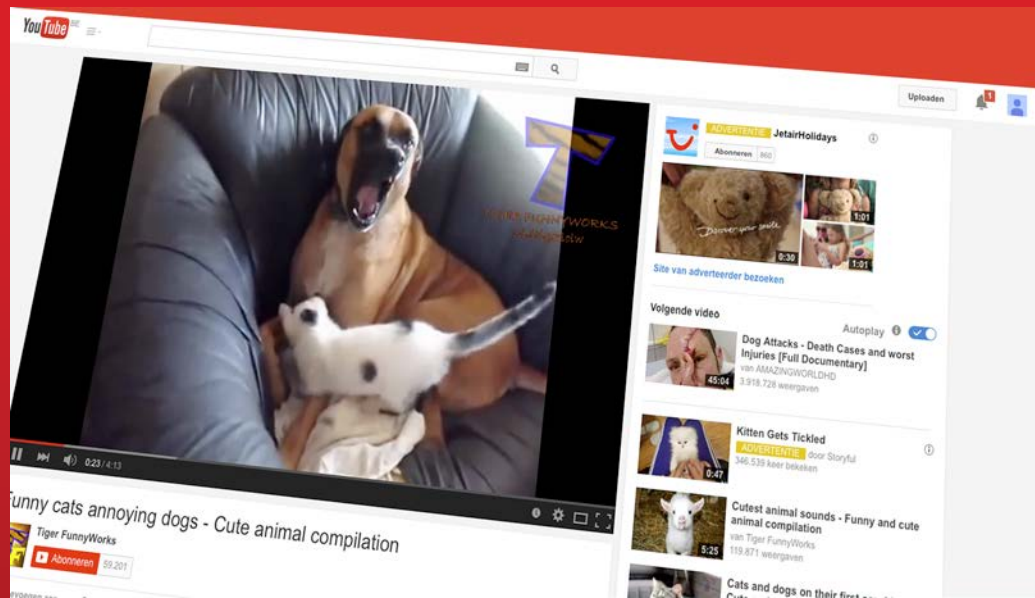 YouTube BE
Uploaden
1
TIGER FUNNYWORKS
ADVERTENTIE JetairHolidays
Abonneren 860
Discover your smile
0:30
1:01
1:01
Site van adverteerder bezoeken
Volgende video
Autoplay
Dog Attacks - Death Cases and worst
Injuries [Full Documentary]
van AMAZINGWORLDHD
3.918.728 weergaven
45:04
Kitten Gets Tickled
ADVERTENTIE door Storyful
346.539 keer bekeken
0:47
Cutest animal sounds - Funny and cute
animal compilation
van Tiger FunnyWorks
119.871 weergaven
5:25
Cats and dogs on their first
0:23 / 4:13
Funny cats annoying dogs - Cute animal compilation
Tiger FunnyWorks
Abonneren 59.201